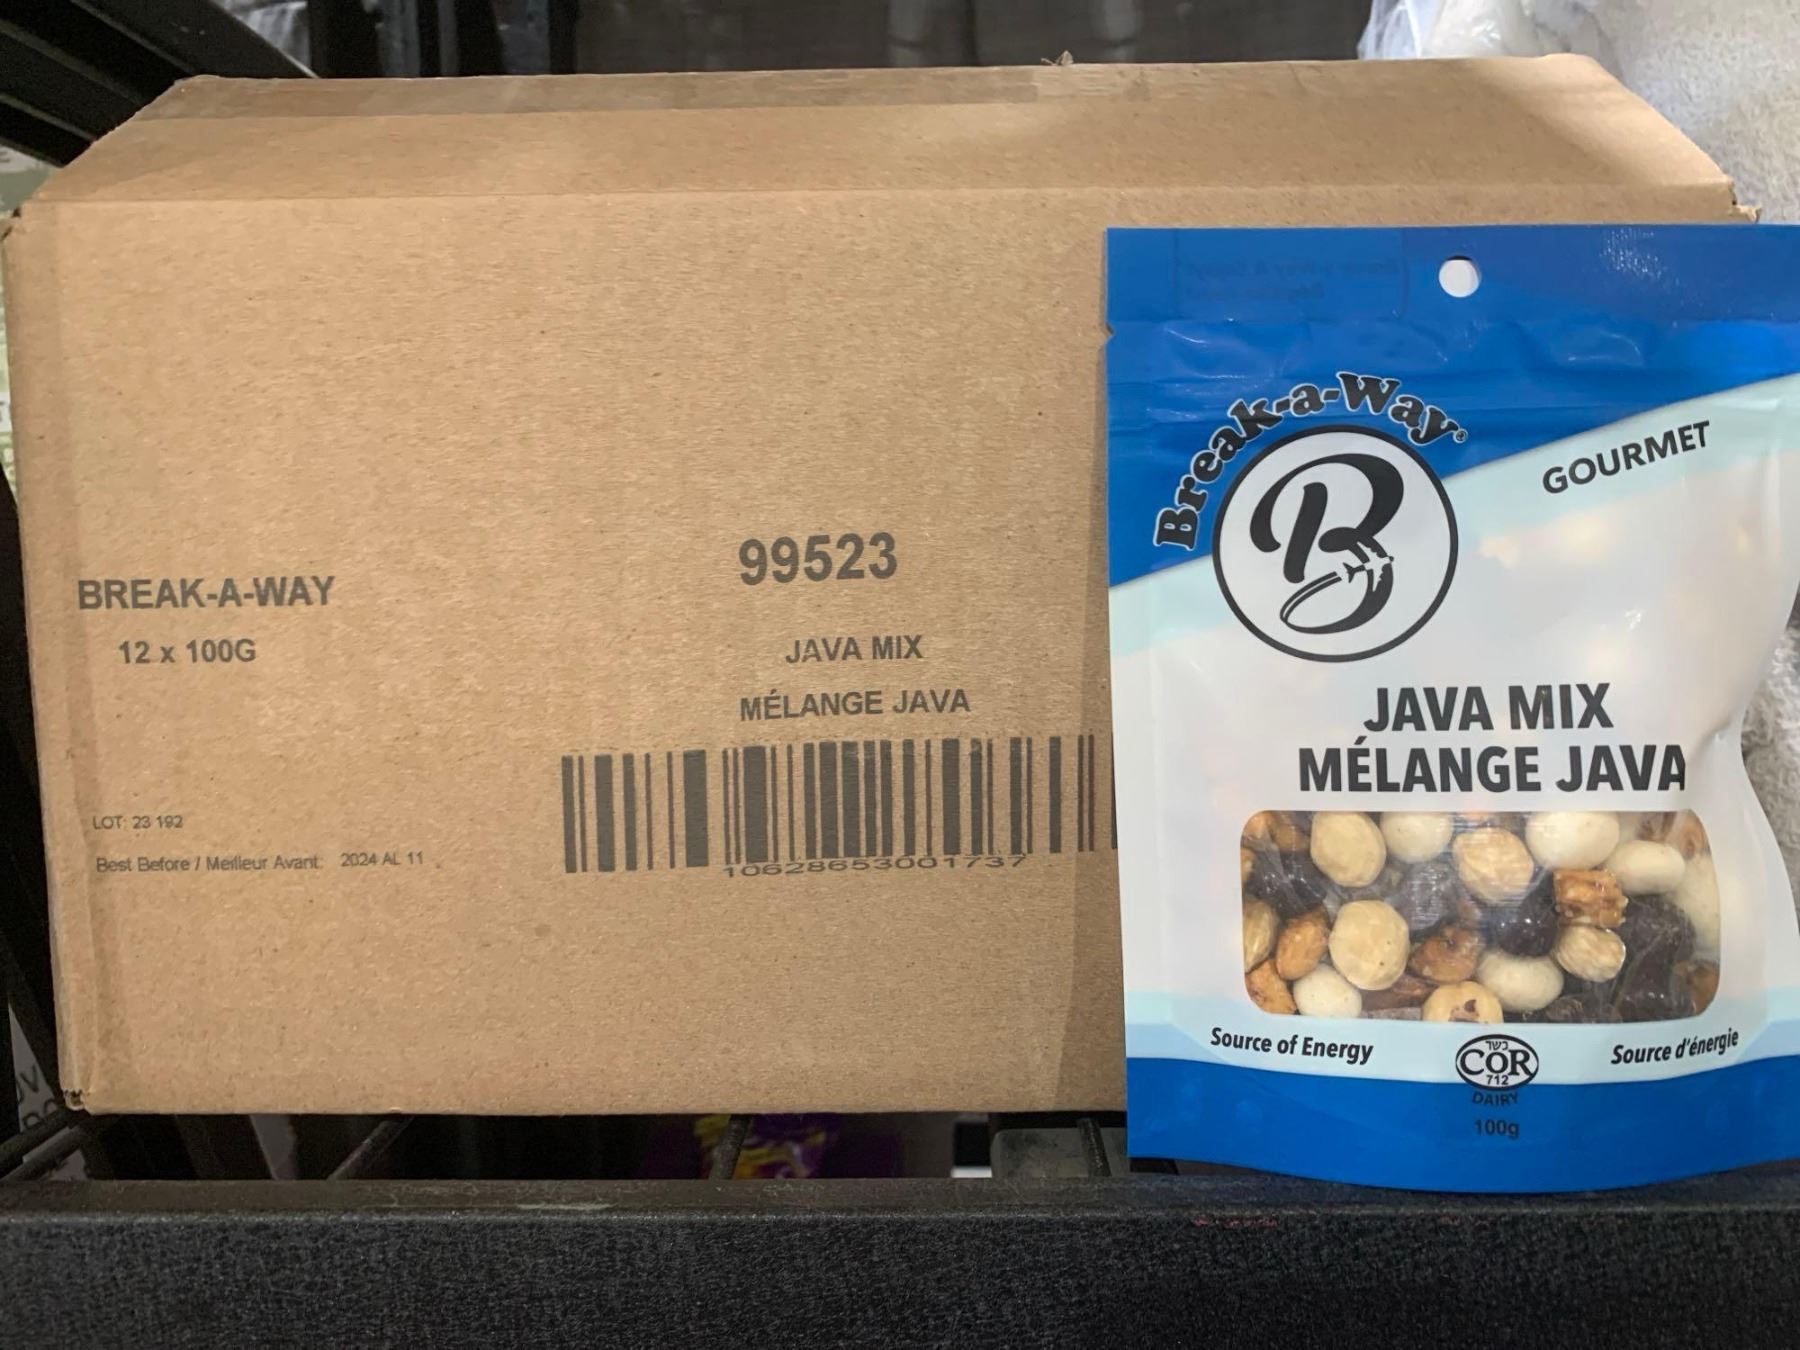 BREAK-A-WAY
12 x 100G
99523
JAVA MIX
MÉLANGE JAVA
LOT: 23 192
Best Before / Meilleur Avant: 2024 AL 11
10628653001737
Break-a-Way®
B
GOURMET
JAVA MIX
MÉLANGE JAVA
Source of Energy
כשר
COR
712
DAIRY
Source d'énergie
100g